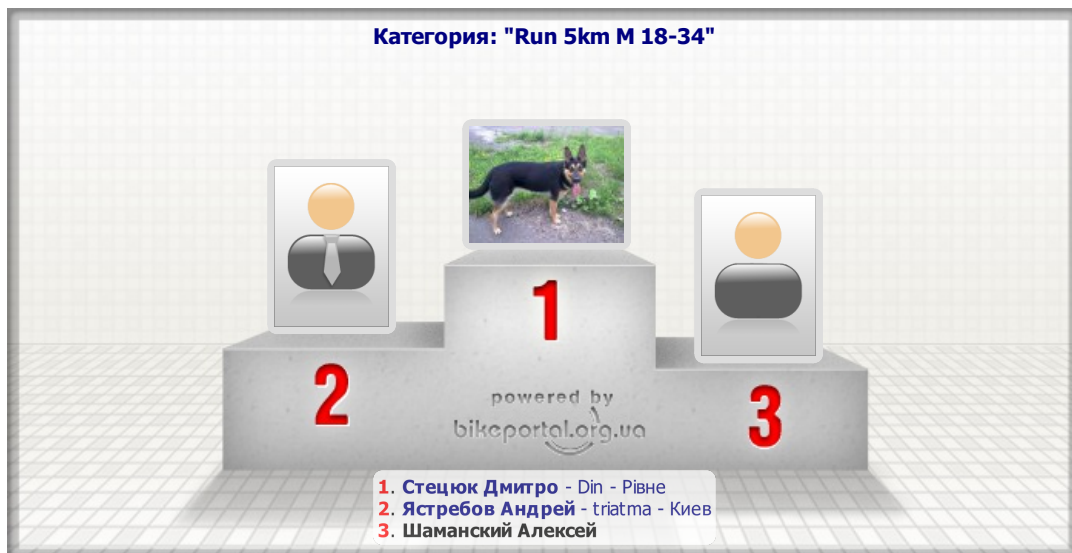 Категория: "Run 5km M 18-34"
1
2
3
powered by
bikeportal.org.ua
1. Стецюк Дмитро - Din - Рівне
2. Ястребов Андрей - triatma - Киев
3. Шаманский Алексей